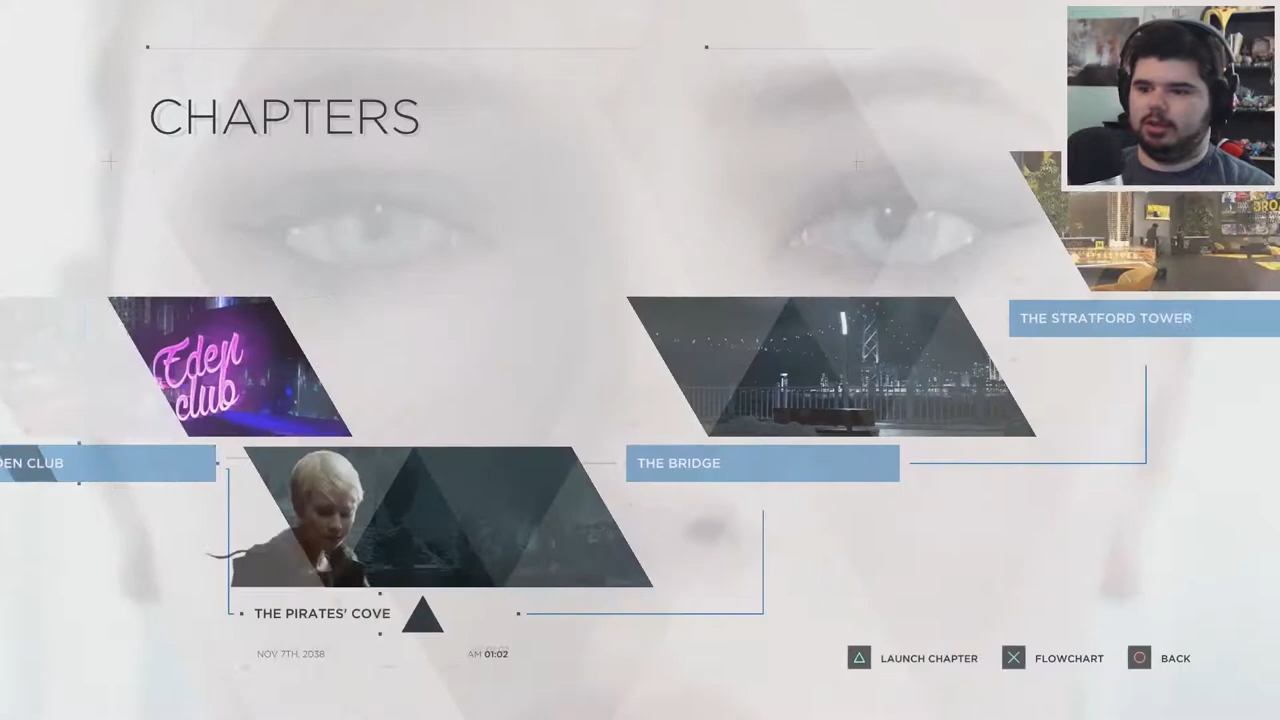 CHAPTERS
THE STRATFORD TOWER
Eden
club
DEN CLUB
THE BRIDGE
THE PIRATES' COVE
NOV 7TH, 2038
AM 01:02
LAUNCH CHAPTER
FLOWCHART
BACK